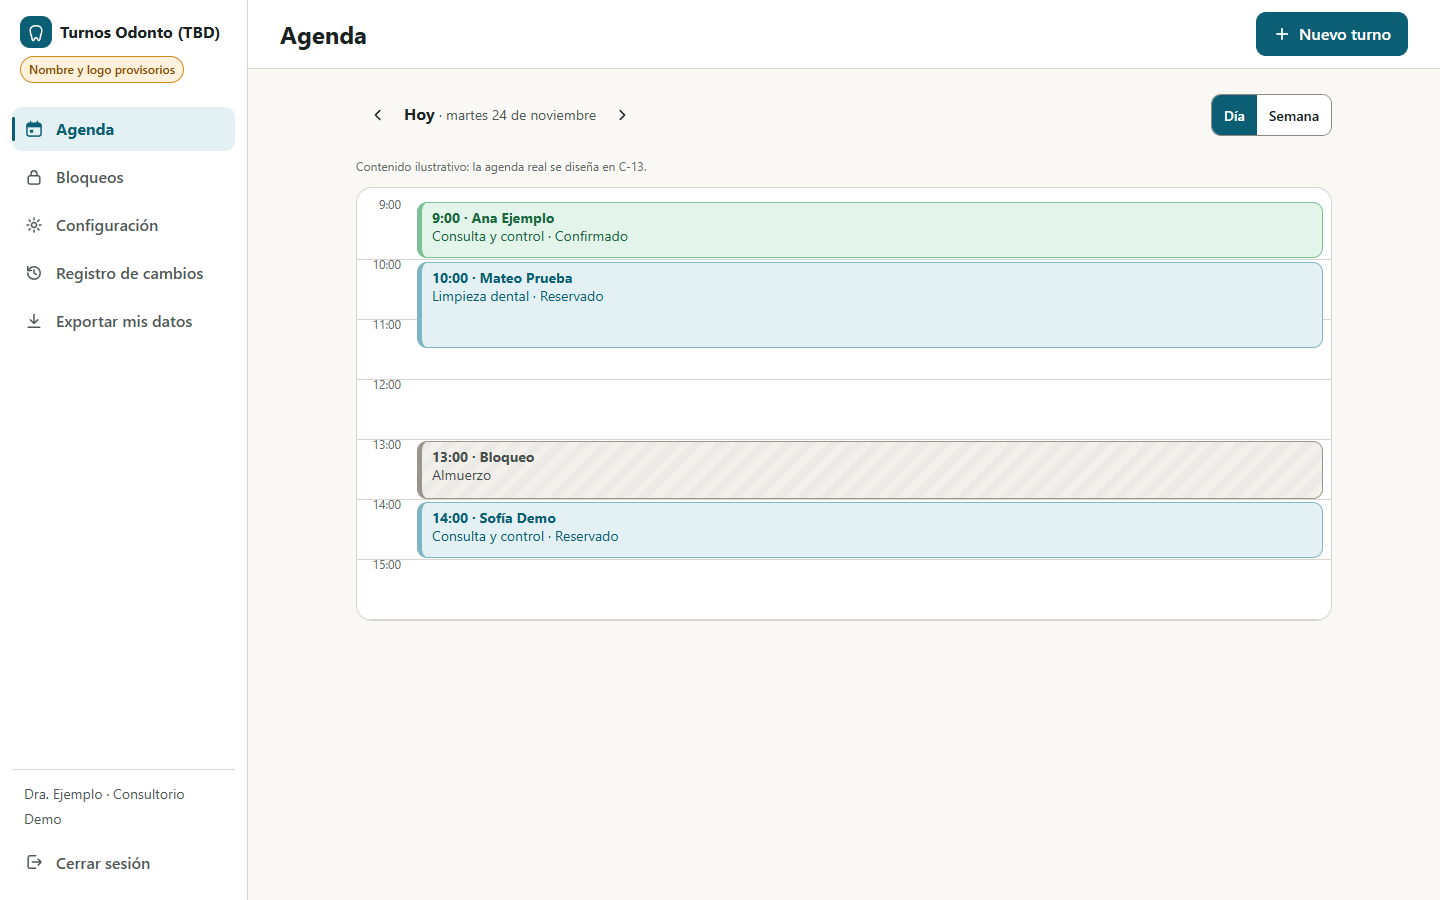 Turnos Odonto (TBD)
Nombre y logo provisorios
Agenda
Bloqueos
Configuración
Registro de cambios
Exportar mis datos
Dra. Ejemplo · Consultorio
Demo
Cerrar sesión
Agenda
+ Nuevo turno
Hoy · martes 24 de noviembre
Día
Semana
Contenido ilustrativo: la agenda real se diseña en C-13.
9:00
9:00 · Ana Ejemplo
Consulta y control · Confirmado
10:00
10:00 · Mateo Prueba
Limpieza dental · Reservado
11:00
12:00
13:00
13:00 · Bloqueo
Almuerzo
14:00
14:00 · Sofía Demo
Consulta y control · Reservado
15:00